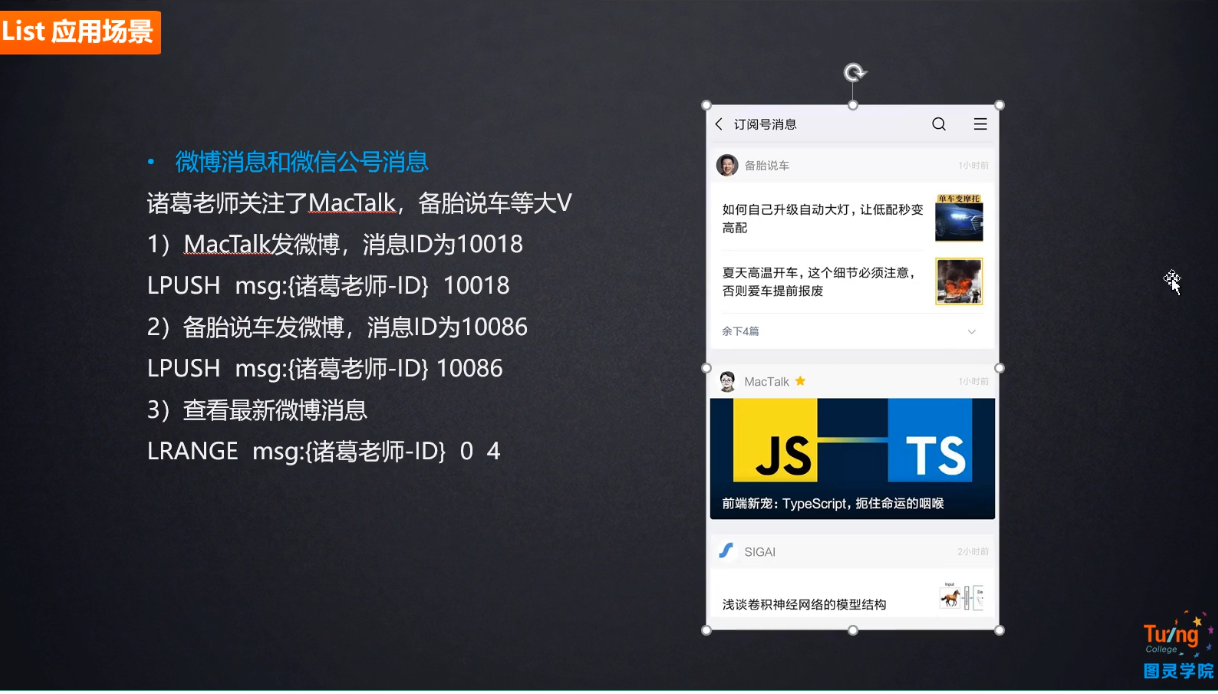 List 应用场景
• 微博消息和微信公号消息
诸葛老师关注了MacTalk，备胎说车等大V
1）MacTalk发微博，消息ID为10018
LPUSH msg:{诸葛老师-ID} 10018
2）备胎说车发微博，消息ID为10086
LPUSH msg:{诸葛老师-ID} 10086
3）查看最新微博消息
LRANGE msg:{诸葛老师-ID} 0 4
订阅号消息
备胎说车 1小时前
如何自己升级自动大灯，让低配秒变
高配
单车变摩托
夏天高温开车，这个细节必须注意，
否则爱车提前报废
余下4篇
MacTalk 1小时前
JS TS
前端新宠：TypeScript，扼住命运的咽喉
SIGAI 2小时前
浅谈卷积神经网络的模型结构
Tuling
College
图灵学院